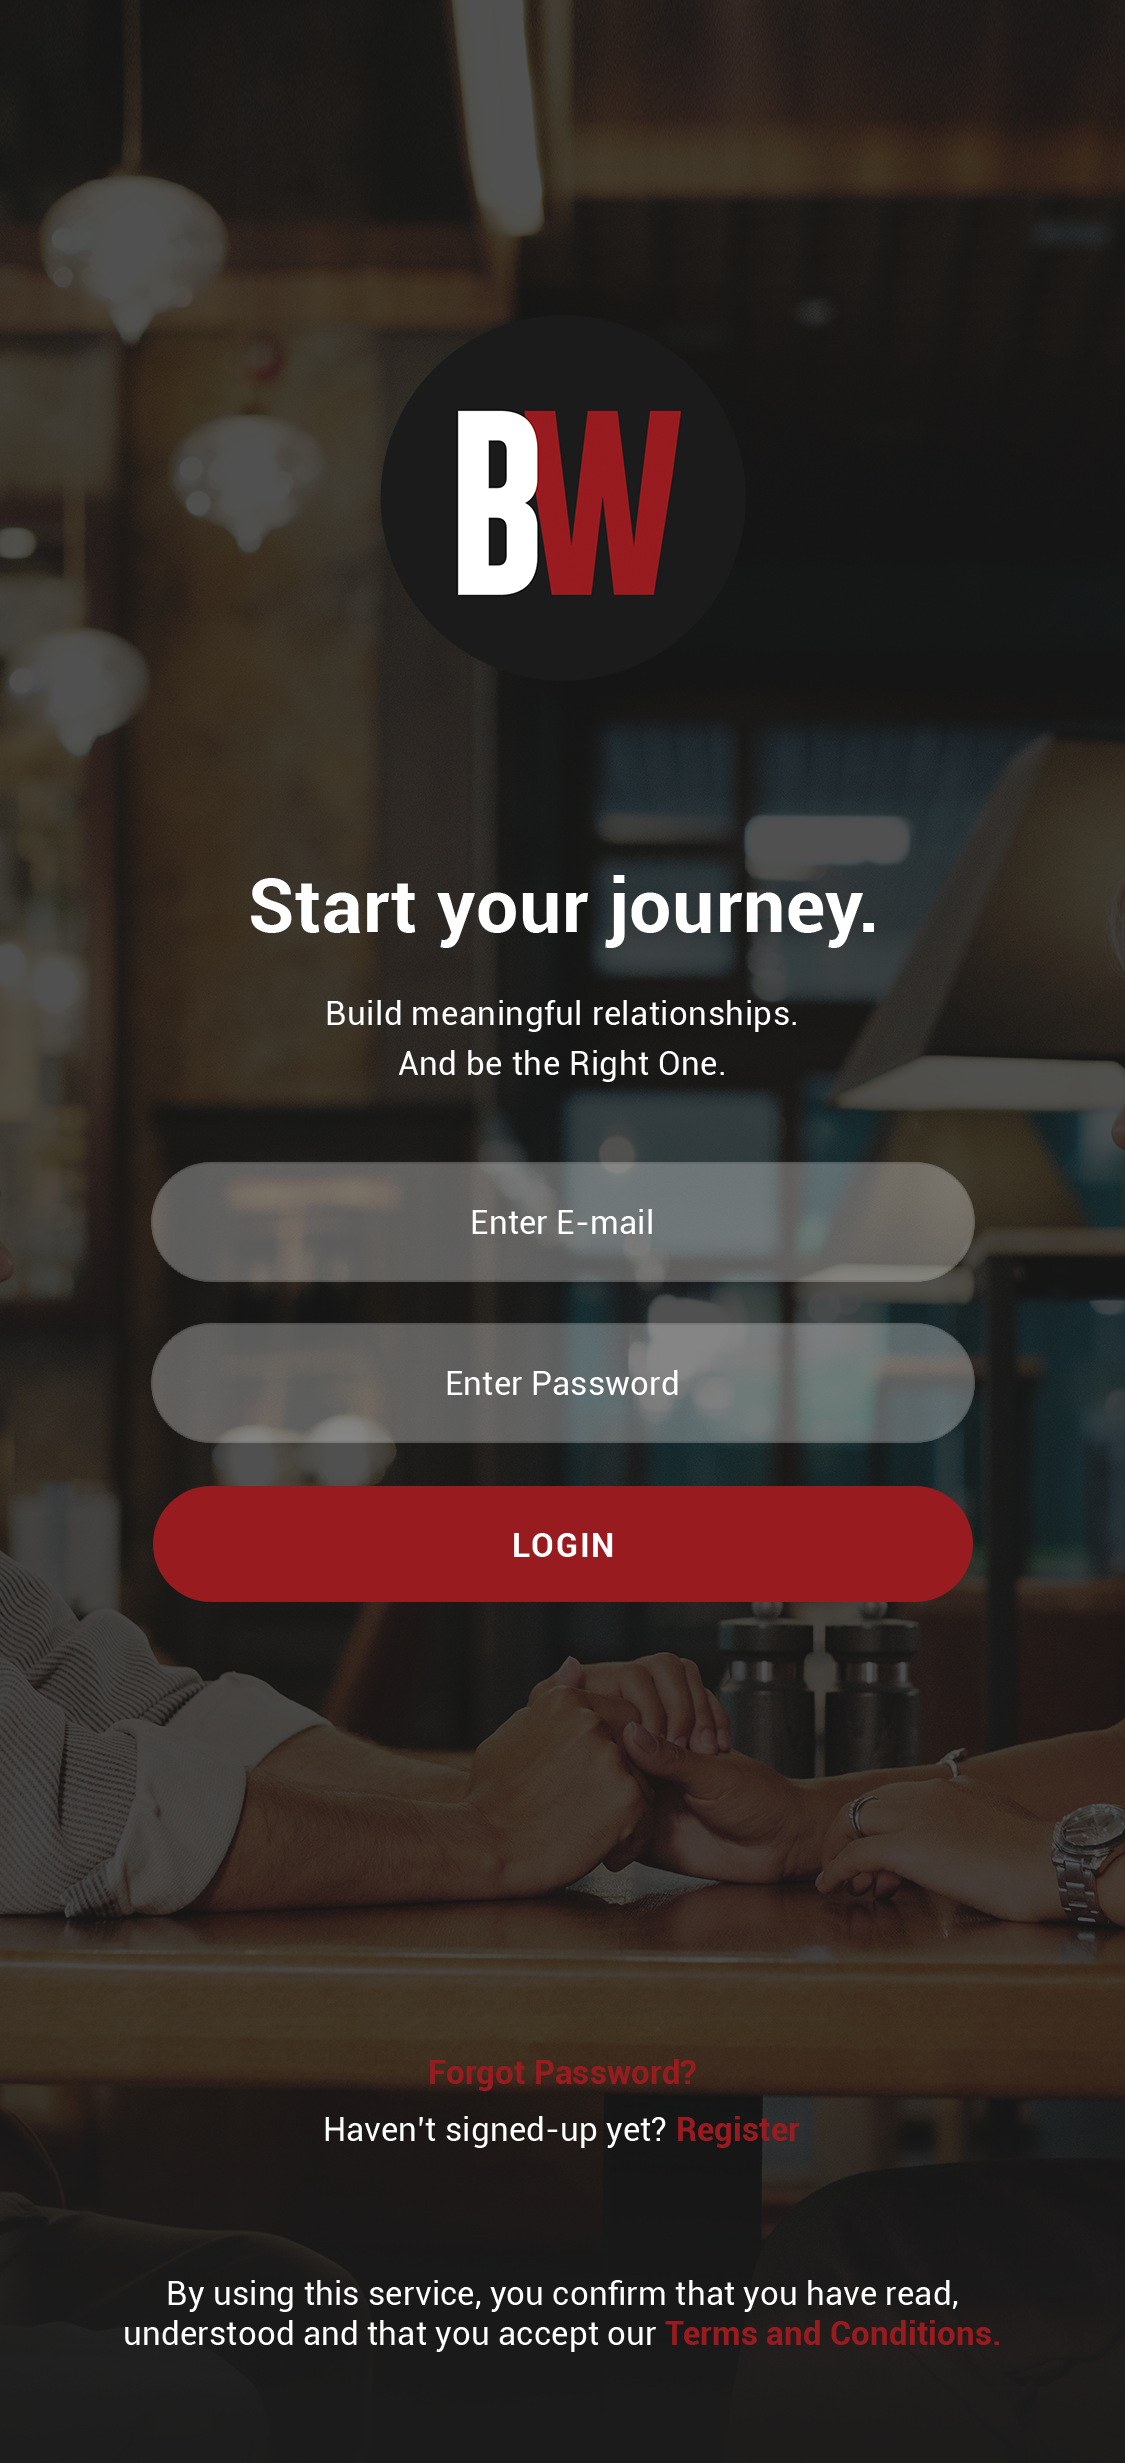 BW
Start your journey.
Build meaningful relationships.
And be the Right One.
Enter E-mail
Enter Password
LOGIN
Forgot Password?
Haven't signed-up yet? Register
By using this service, you confirm that you have read,
understood and that you accept our Terms and Conditions.